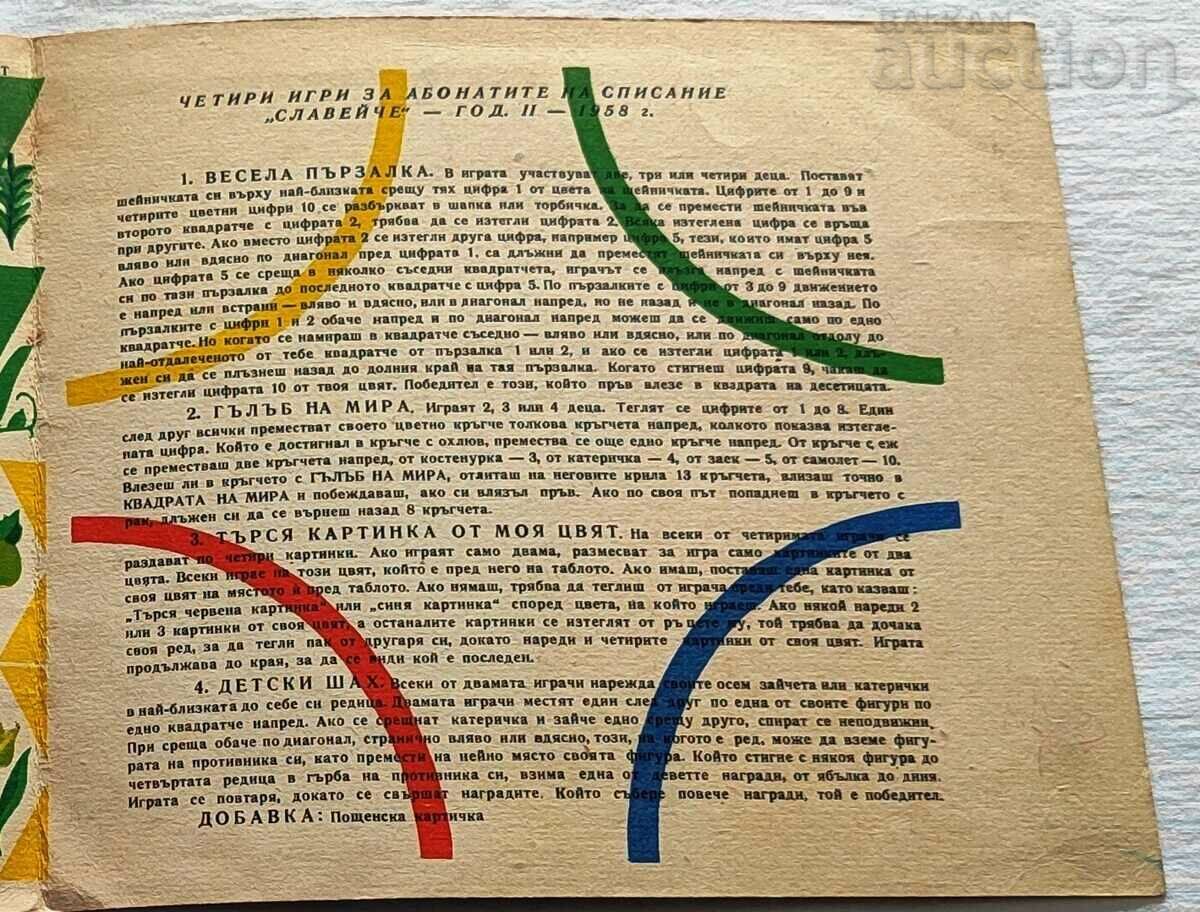 BALKAN
auction
Т
ЧЕТИРИ ИГРИ ЗА АБОНАТИТЕ НА СПИСАНИЕ
„СЛАВЕЙЧЕ“ — ГОД. II — 1958 г.
1. ВЕСЕЛА ПЪРЗАЛКА. В играта участвува две, три или четири деца. Поставят
шейничката си върху най-близката срещу тях цифра 1 от цвета на шейничката. Цифрите от 1 до 9 и
четирите цветни цифри 10 се разбъркват в шапка или торбичка. За да се премести шейничката във
второто квадратче с цифрата 2, трябва да се изтегли цифрата 2. Всяка изтеглена цифра се връща
при другите. Ако вместо цифрата 2 се изтегли друга цифра, например цифра 5, тези, които имат цифра 5
вляво или вдясно по диагонал пред цифрата 1, са длъжни да преместят шейничката си върху нея.
Ако цифрата 5 се среща в няколко съседни квадратчета, играчът се плъзга напред с шейничката
си по тази пързалка до последното квадратче с цифра 5. По пързалките с цифри от 3 до 9 движението
е напред или встрани — вляво и вдясно, или в диагонал напред, но не назад и не в диагонал назад. По
пързалките с цифри 1 и 2 обаче напред и по диагонал напред можеш да се движиш само по едно
квадратче. Но когато се намираш в квадратче съседно — вляво или вдясно, или по диагонал отдолу до
най-отдалеченото от тебе квадратче от пързалка 1 или 2, и ако се изтегли цифрата 1 или 2, длъ-
жен си да се плъзнеш назад до долния край на тая пързалка. Когато стигнеш цифрата 9, чакаш да
се изтегли цифрата 10 от твоя цвят. Победител е този, който пръв влезе в квадрата на десетицата.
2. ГЪЛЪБ НА МИРА. Играят 2, 3 или 4 деца. Теглят се цифрите от 1 до 8. Един
след друг всички преместват своето цветно кръгче толкова кръгчета напред, колкото показва изтегле-
ната цифра. Който е достигнал в кръгче с охлюв, премества се още едно кръгче напред. От кръгче с еж
се преместваш две кръгчета напред, от костенурка — 3, от катеричка — 4, от заек — 5, от самолет — 10.
Влезеш ли в кръгчето с ГЪЛЪБ НА МИРА, отлиташ на неговите крила 13 кръгчета, влизаш точно в
КВАДРАТА НА МИРА и побеждаваш, ако си влязъл пръв. Ако по своя път попаднеш в кръгчето с
рак, длъжен си да се върнеш назад 8 кръгчета.
3. ТЪРСЯ КАРТИНКА ОТ МОЯ ЦВЯТ. На всеки от четиримата играчи се
раздават по четири картинки. Ако играят само двама, размесват за игра само картинките от два
цвята. Всеки играе на този цвят, който е пред него на таблото. Ако имаш, поставяш една картинка от
своя цвят на мястото ѝ пред таблото. Ако нямаш, трябва да теглиш от играча преди тебе, като казваш:
„Търся червена картинка“ или „синя картинка“ според цвета, на който играеш. Ако някой нареди 2
или 3 картинки от своя цвят, а останалите картинки се изтеглят от ръцете му, той трябва да дочака
своя ред, за да тегли пак от другаря си, докато нареди и четирите картинки от своя цвят. Играта
продължава до края, за да се види кой е последен.
4. ДЕТСКИ ШАХ. Всеки от двамата играчи нарежда своите осем зайчета или катерички
в най-близката до себе си редица. Двамата играчи местят един след друг по една от своите фигури по
едно квадратче напред. Ако се срещнат катеричка и зайче едно срещу друго, спират се неподвижни.
При среща обаче по диагонал, странично вляво или вдясно, този, на когото е ред, може да вземе фигу-
рата на противника си, като премести на нейно място своята фигура. Който стигне с някоя фигура до
четвъртата редица в гърба на противника си, взима една от деветте награди, от ябълка до диня.
Играта се повтаря, докато се свършат наградите. Който събере повече награди, той е победител.
ДОБАВКА: Пощенска картичка